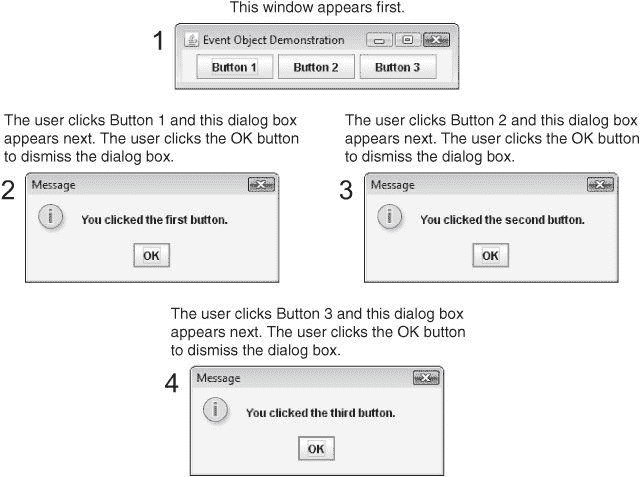 This window appears first.
1
Event Object Demonstration
Button 1 Button 2 Button 3
The user clicks Button 1 and this dialog box
appears next. The user clicks the OK button
to dismiss the dialog box.
2
Message
i
You clicked the first button.
OK
The user clicks Button 2 and this dialog box
appears next. The user clicks the OK button
to dismiss the dialog box.
3
Message
i
You clicked the second button.
OK
The user clicks Button 3 and this dialog box
appears next. The user clicks the OK button
to dismiss the dialog box.
4
Message
i
You clicked the third button.
OK